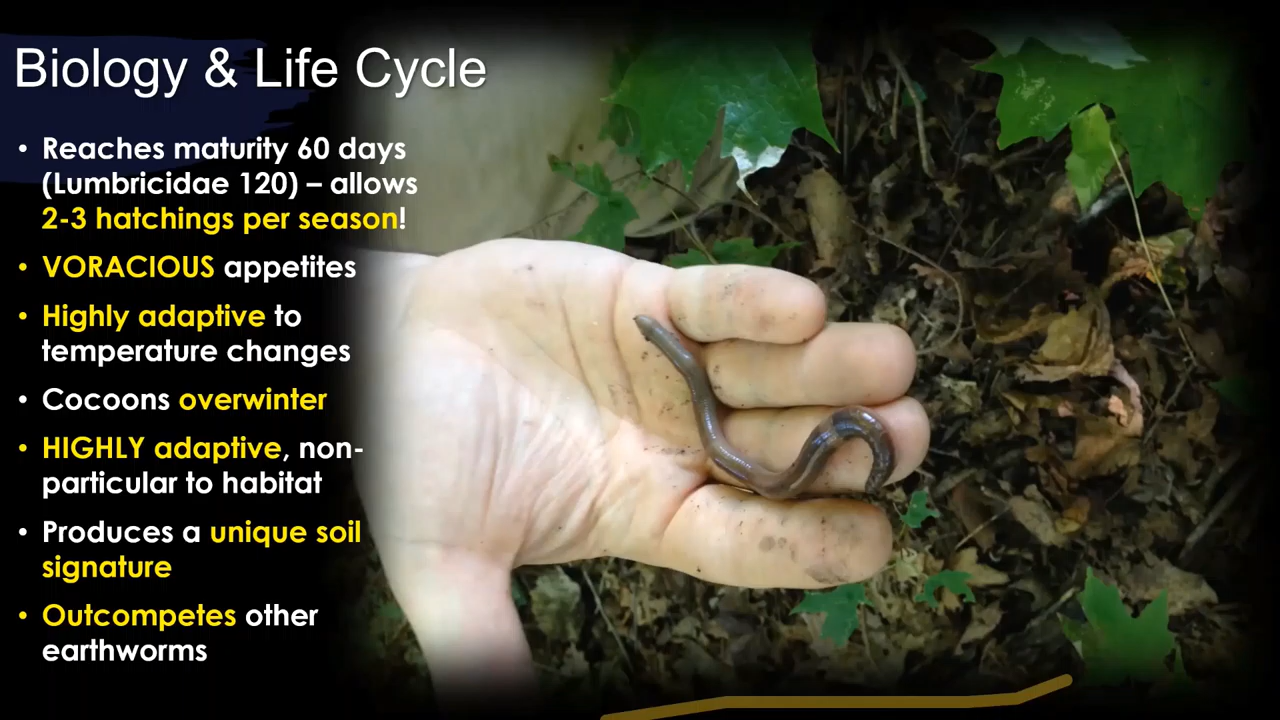 Biology & Life Cycle
• Reaches maturity 60 days
(Lumbricidae 120) – allows
2-3 hatchings per season!
• VORACIOUS appetites
• Highly adaptive to
temperature changes
• Cocoons overwinter
• HIGHLY adaptive, non-
particular to habitat
• Produces a unique soil
signature
• Outcompetes other
earthworms